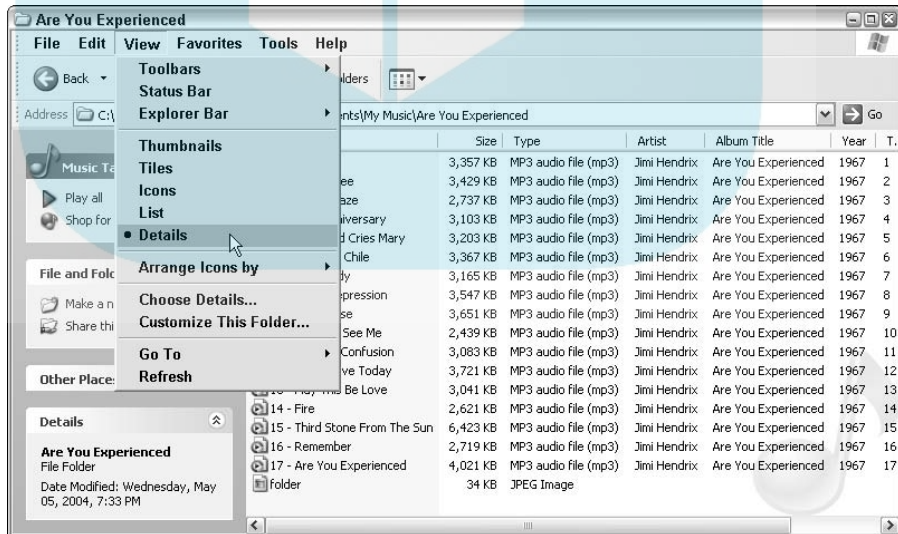 Are You Experienced
File Edit View Favorites Tools Help
Back lders
Address C:\ nts\My Music\Are You Experienced Go
Toolbars
Status Bar
Explorer Bar
Thumbnails
Tiles
Icons
List
Details
Arrange Icons by
Choose Details...
Customize This Folder...
Go To
Refresh
Music Ta
Play all
Shop for
File and Fold
Make a n
Share thi
Other Place
Details
Are You Experienced
File Folder
Date Modified: Wednesday, May
05, 2004, 7:33 PM
Size Type Artist Album Title Year T.
3,357 KB MP3 audio file (mp3) Jimi Hendrix Are You Experienced 1967 1
ee 3,429 KB MP3 audio file (mp3) Jimi Hendrix Are You Experienced 1967 2
aze 2,737 KB MP3 audio file (mp3) Jimi Hendrix Are You Experienced 1967 3
iversary 3,103 KB MP3 audio file (mp3) Jimi Hendrix Are You Experienced 1967 4
d Cries Mary 3,203 KB MP3 audio file (mp3) Jimi Hendrix Are You Experienced 1967 5
Chile 3,367 KB MP3 audio file (mp3) Jimi Hendrix Are You Experienced 1967 6
dy 3,165 KB MP3 audio file (mp3) Jimi Hendrix Are You Experienced 1967 7
epression 3,547 KB MP3 audio file (mp3) Jimi Hendrix Are You Experienced 1967 8
se 3,651 KB MP3 audio file (mp3) Jimi Hendrix Are You Experienced 1967 9
See Me 2,439 KB MP3 audio file (mp3) Jimi Hendrix Are You Experienced 1967 10
Confusion 3,083 KB MP3 audio file (mp3) Jimi Hendrix Are You Experienced 1967 11
ve Today 3,721 KB MP3 audio file (mp3) Jimi Hendrix Are You Experienced 1967 12
This Be Love 3,041 KB MP3 audio file (mp3) Jimi Hendrix Are You Experienced 1967 13
14 - Fire 2,621 KB MP3 audio file (mp3) Jimi Hendrix Are You Experienced 1967 14
15 - Third Stone From The Sun 6,423 KB MP3 audio file (mp3) Jimi Hendrix Are You Experienced 1967 15
16 - Remember 2,719 KB MP3 audio file (mp3) Jimi Hendrix Are You Experienced 1967 16
17 - Are You Experienced 4,021 KB MP3 audio file (mp3) Jimi Hendrix Are You Experienced 1967 17
folder 34 KB JPEG Image